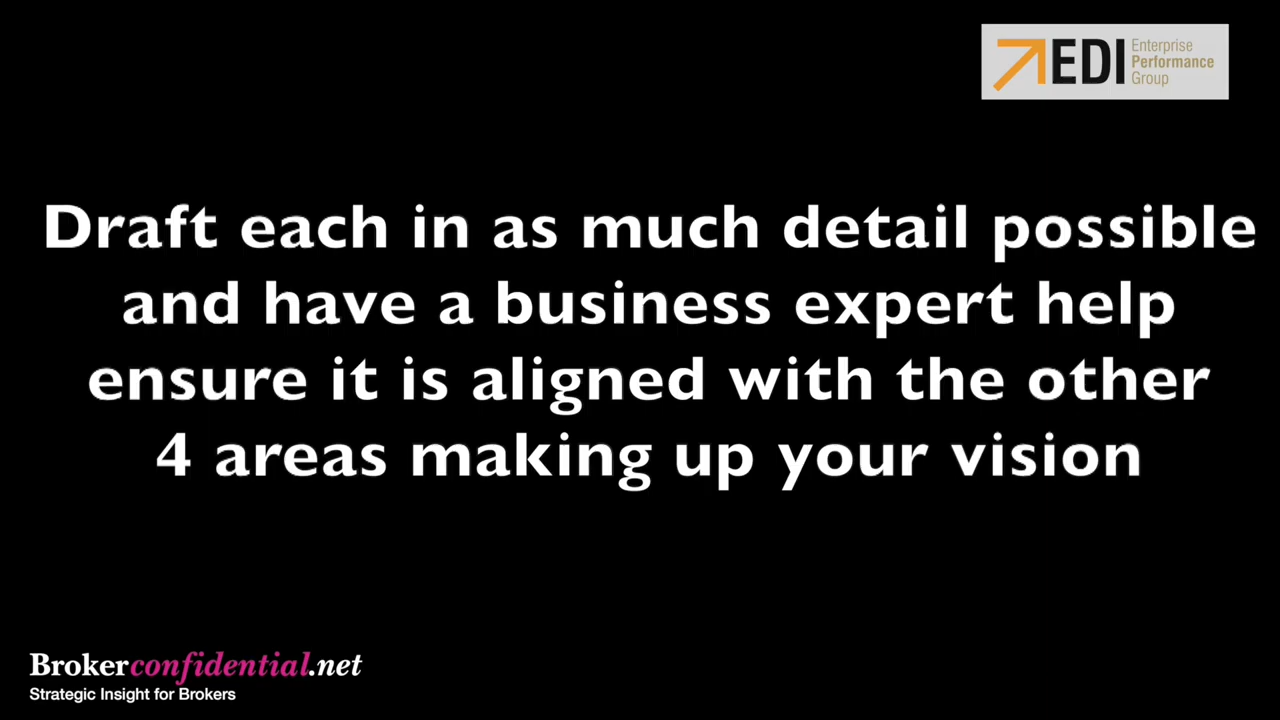 EDI
Enterprise
Performance
Group
Draft each in as much detail possible
and have a business expert help
ensure it is aligned with the other
4 areas making up your vision
Brokerconfidential.net
Strategic Insight for Brokers